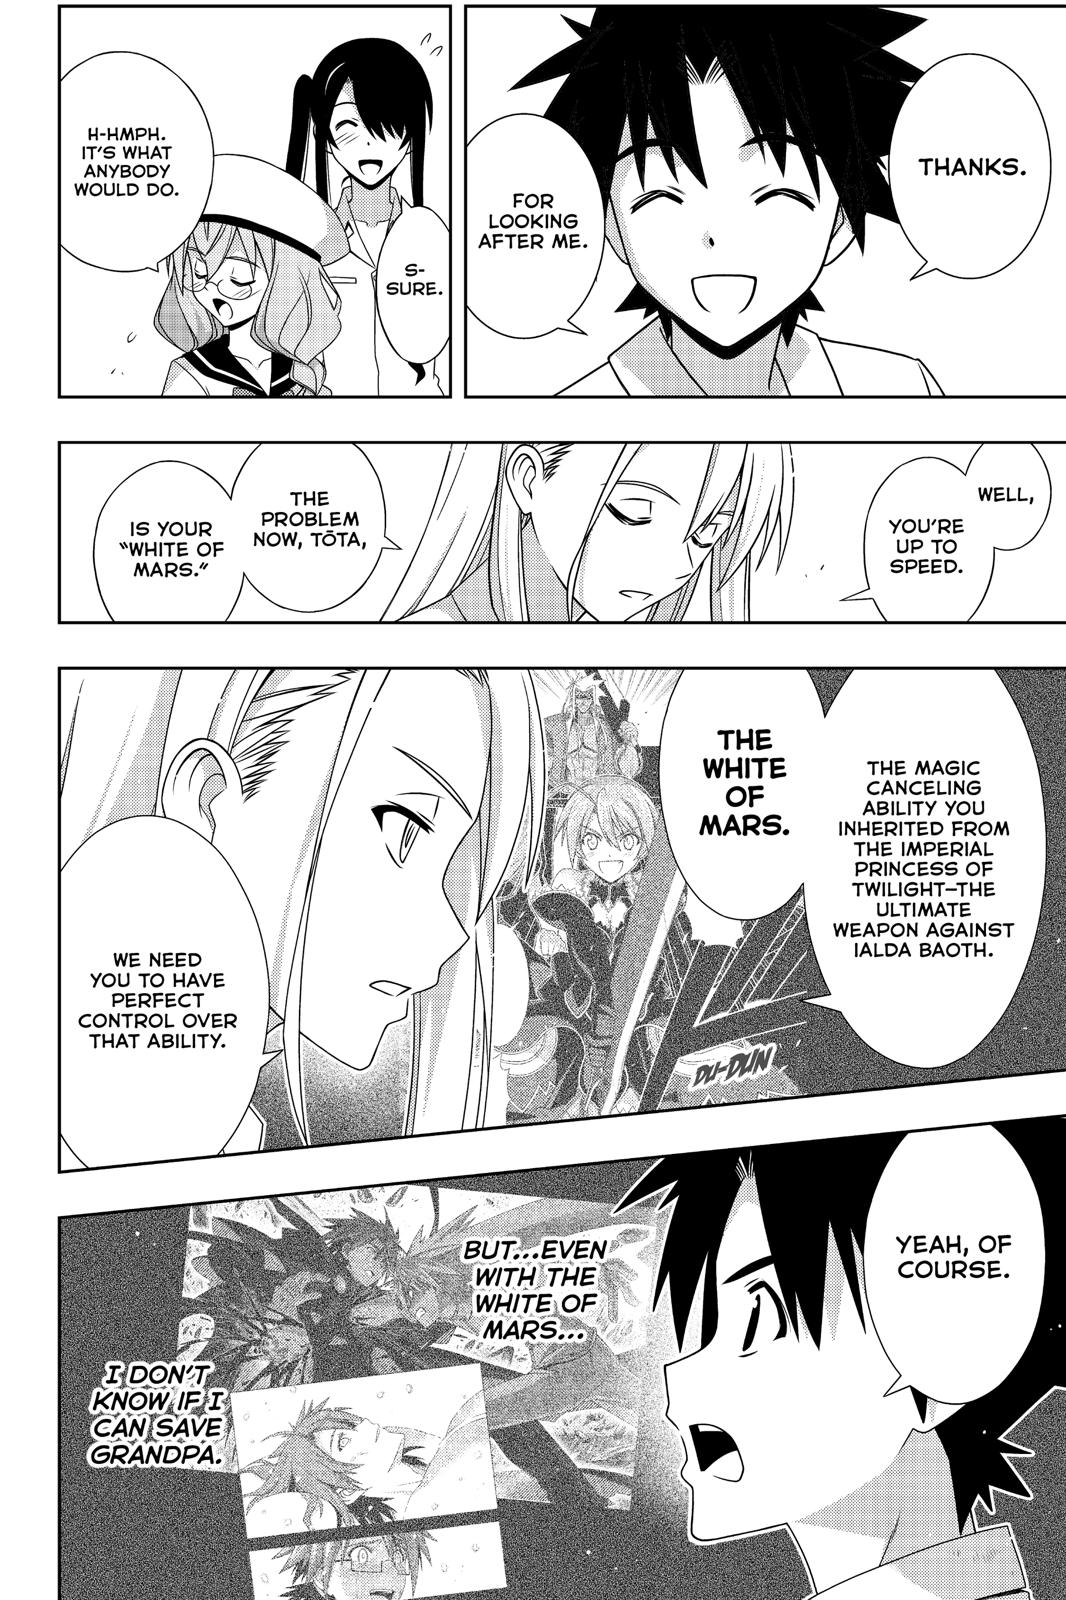 THANKS.
FOR
LOOKING
AFTER ME.
H-HMPH.
IT'S WHAT
ANYBODY
WOULD DO.
S-
SURE.
WELL,
YOU'RE
UP TO
SPEED.
THE
PROBLEM
NOW, TŌTA,
IS YOUR
"WHITE OF
MARS."
THE MAGIC
CANCELING
ABILITY YOU
INHERITED FROM
THE IMPERIAL
PRINCESS OF
TWILIGHT–THE
ULTIMATE
WEAPON AGAINST
IALDA BAOTH.
THE
WHITE
OF
MARS.
DU-DUN
WE NEED
YOU TO HAVE
PERFECT
CONTROL OVER
THAT ABILITY.
YEAH, OF
COURSE.
BUT...EVEN
WITH THE
WHITE OF
MARS...
I DON'T
KNOW IF I
CAN SAVE
GRANDPA.